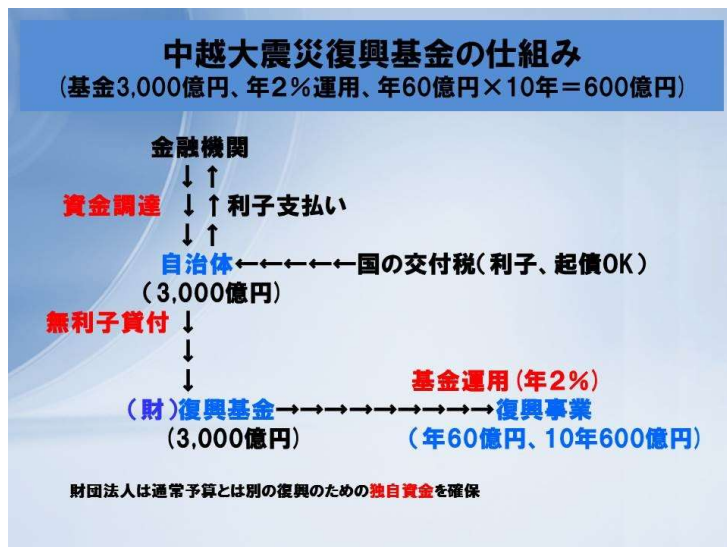 中越大震災復興基金の仕組み
(基金3,000億円、年2%運用、年60億円×10年=600億円)
金融機関
↓ ↑
資金調達 ↓ ↑ 利子支払い
↓ ↑
自治体←←←←←国の交付税(利子、起債OK)
(3,000億円)
無利子貸付 ↓
↓
↓
基金運用(年2%)
(財)復興基金→→→→→→→→→復興事業
(3,000億円)
(年60億円、10年600億円)
財団法人は通常予算とは別の復興のための独自資金を確保